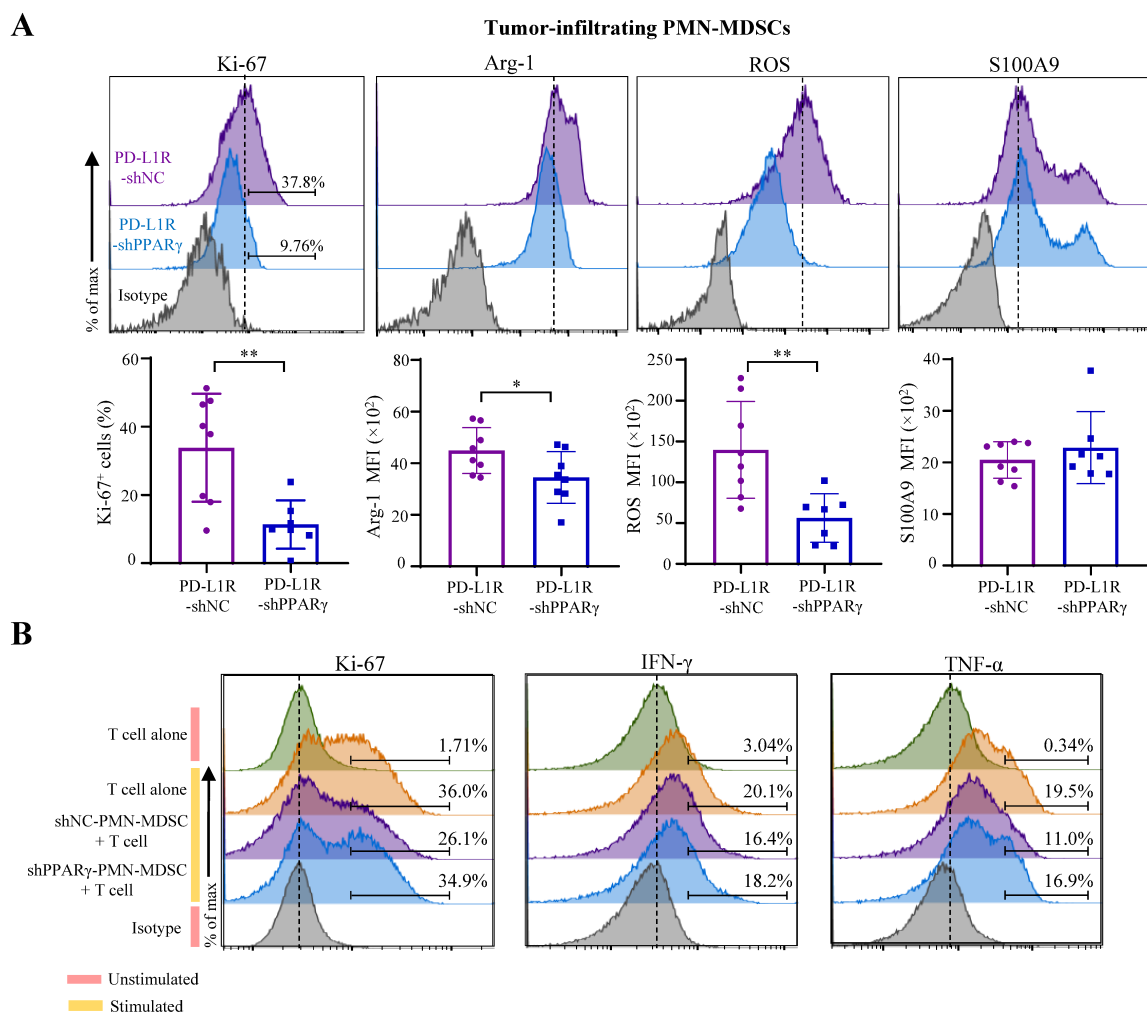 A
Tumor-infiltrating PMN-MDSCs
Ki-67
Arg-1
ROS
S100A9
PD-L1R
-shNC
37.8%
PD-L1R
-shPPARγ
9.76%
Isotype
% of max
60
40
20
0
Ki-67⁺ cells (%)
**
PD-L1R
-shNC
PD-L1R
-shPPARγ
80
60
40
20
0
Arg-1 MFI (×10²)
*
PD-L1R
-shNC
PD-L1R
-shPPARγ
250
200
150
100
50
0
ROS MFI (×10²)
**
PD-L1R
-shNC
PD-L1R
-shPPARγ
40
30
20
10
0
S100A9 MFI (×10²)
PD-L1R
-shNC
PD-L1R
-shPPARγ
B
Ki-67
IFN-γ
TNF-α
T cell alone
1.71%
3.04%
0.34%
T cell alone
36.0%
20.1%
19.5%
shNC-PMN-MDSC
+ T cell
26.1%
16.4%
11.0%
shPPARγ-PMN-MDSC
+ T cell
34.9%
18.2%
16.9%
Isotype
% of max
Unstimulated
Stimulated